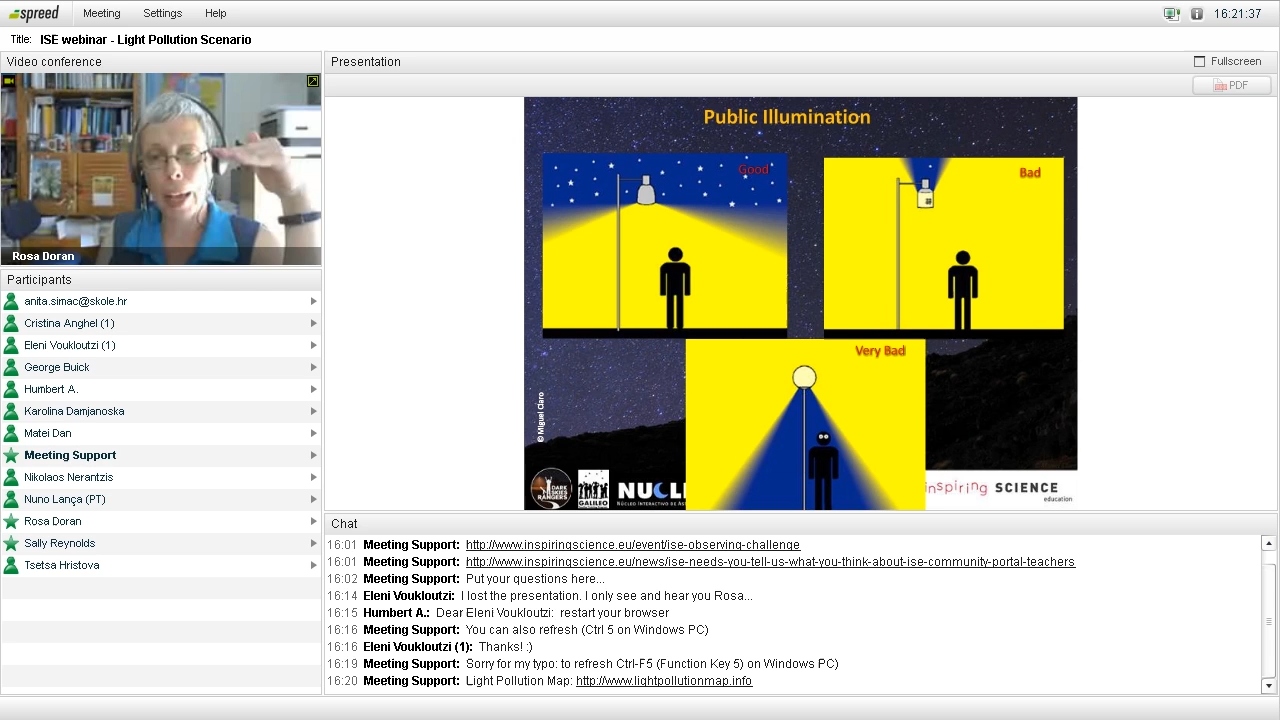 spreed Meeting Settings Help 16:21:37
Title: ISE webinar - Light Pollution Scenario
Video conference
Rosa Doran
Participants
anita.simac@skole.hr
Cristina Anghel (1)
Eleni Voukloutzi (1)
George Buick
Humbert A.
Karolina Damjanoska
Matei Dan
Meeting Support
Nikolaos Nerantzis
Nuno Lança (PT)
Rosa Doran
Sally Reynolds
Tsetsa Hristova
Presentation Fullscreen
PDF
Public Illumination
Good
Bad
Very Bad
© Miguel Claro
DARK SKIES RANGERS
GALILEO
NUCLI
NÚCLEO INTERACTIVO DE AS
inspiring SCIENCE
education
Chat
16:01 Meeting Support: http://www.inspiringscience.eu/event/ise-observing-challenge
16:01 Meeting Support: http://www.inspiringscience.eu/news/ise-needs-you-tell-us-what-you-think-about-ise-community-portal-teachers
16:02 Meeting Support: Put your questions here...
16:14 Eleni Voukloutzi: I lost the presentation. I only see and hear you Rosa...
16:15 Humbert A.: Dear Eleni Voukloutzi: restart your browser
16:16 Meeting Support: You can also refresh (Ctrl 5 on Windows PC)
16:16 Eleni Voukloutzi (1): Thanks! :)
16:19 Meeting Support: Sorry for my typo: to refresh Ctrl-F5 (Function Key 5) on Windows PC)
16:20 Meeting Support: Light Pollution Map: http://www.lightpollutionmap.info